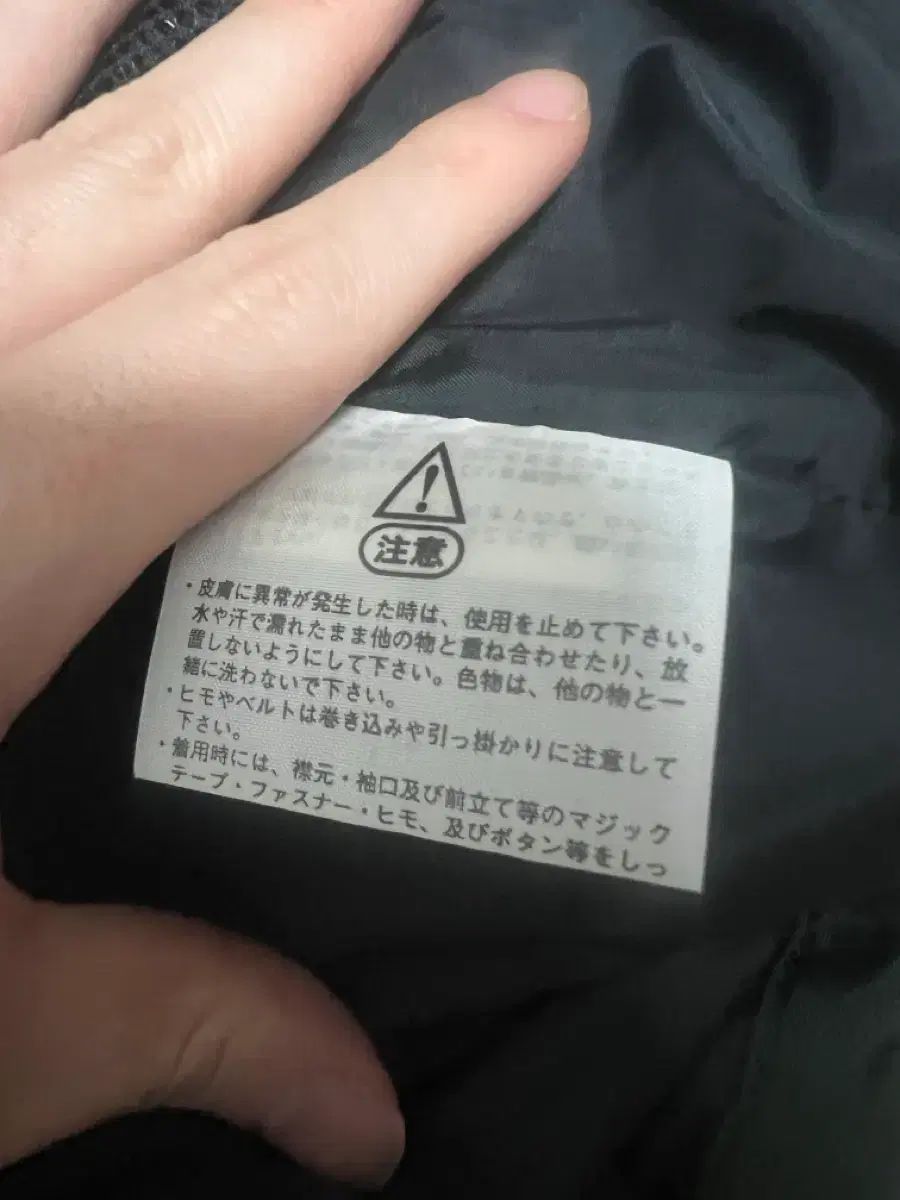 注意
・皮膚に異常が発生した時は、使用を止めて下さい。
水や汗で濡れたまま他の物と重ね合わせたり、放
置しないようにして下さい。色物は、他の物と一
緒に洗わないで下さい。
・ヒモやベルトは巻き込みや引っ掛かりに注意して
下さい。
・着用時には、襟元・袖口及び前立て等のマジック
テープ・ファスナー・ヒモ、及びボタン等をしっ